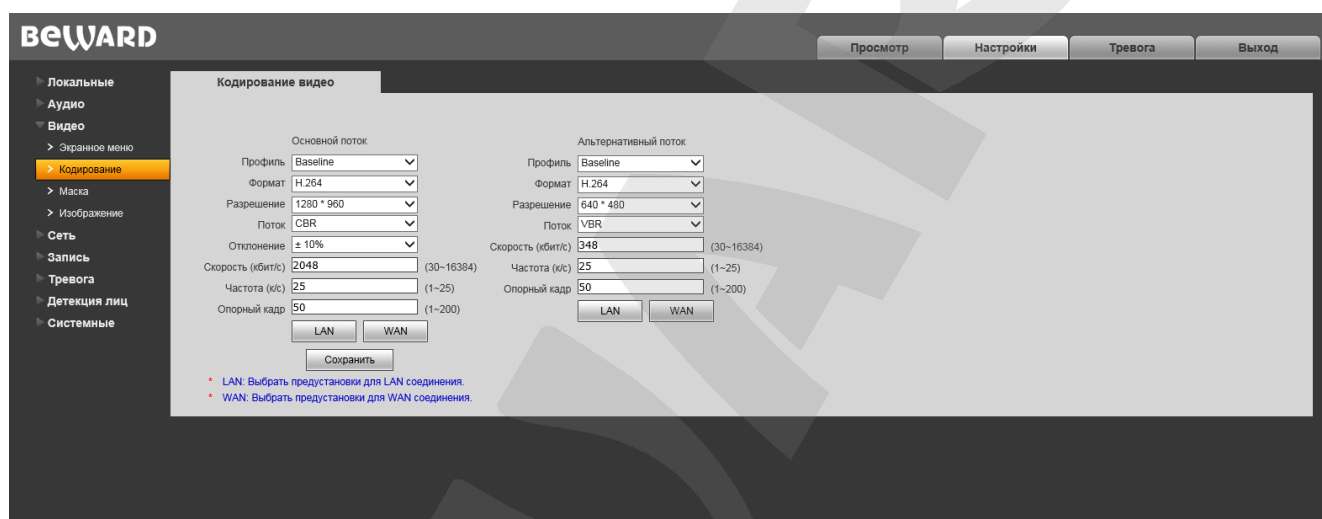 BEWARD
Просмотр
Настройки
Тревога
Выход
Локальные
Аудио
Видео
Экранное меню
Кодирование
Маска
Изображение
Сеть
Запись
Тревога
Детекция лиц
Системные
Кодирование видео
Основной поток
Профиль Baseline
Формат H.264
Разрешение 1280 * 960
Поток CBR
Отклонение ± 10%
Скорость (кбит/с) 2048 (30~16384)
Частота (к/с) 25 (1~25)
Опорный кадр 50 (1~200)
LAN WAN
Альтернативный поток
Профиль Baseline
Формат H.264
Разрешение 640 * 480
Поток VBR
Скорость (кбит/с) 348 (30~16384)
Частота (к/с) 25 (1~25)
Опорный кадр 50 (1~200)
LAN WAN
Сохранить
* LAN: Выбрать предустановки для LAN соединения.
* WAN: Выбрать предустановки для WAN соединения.